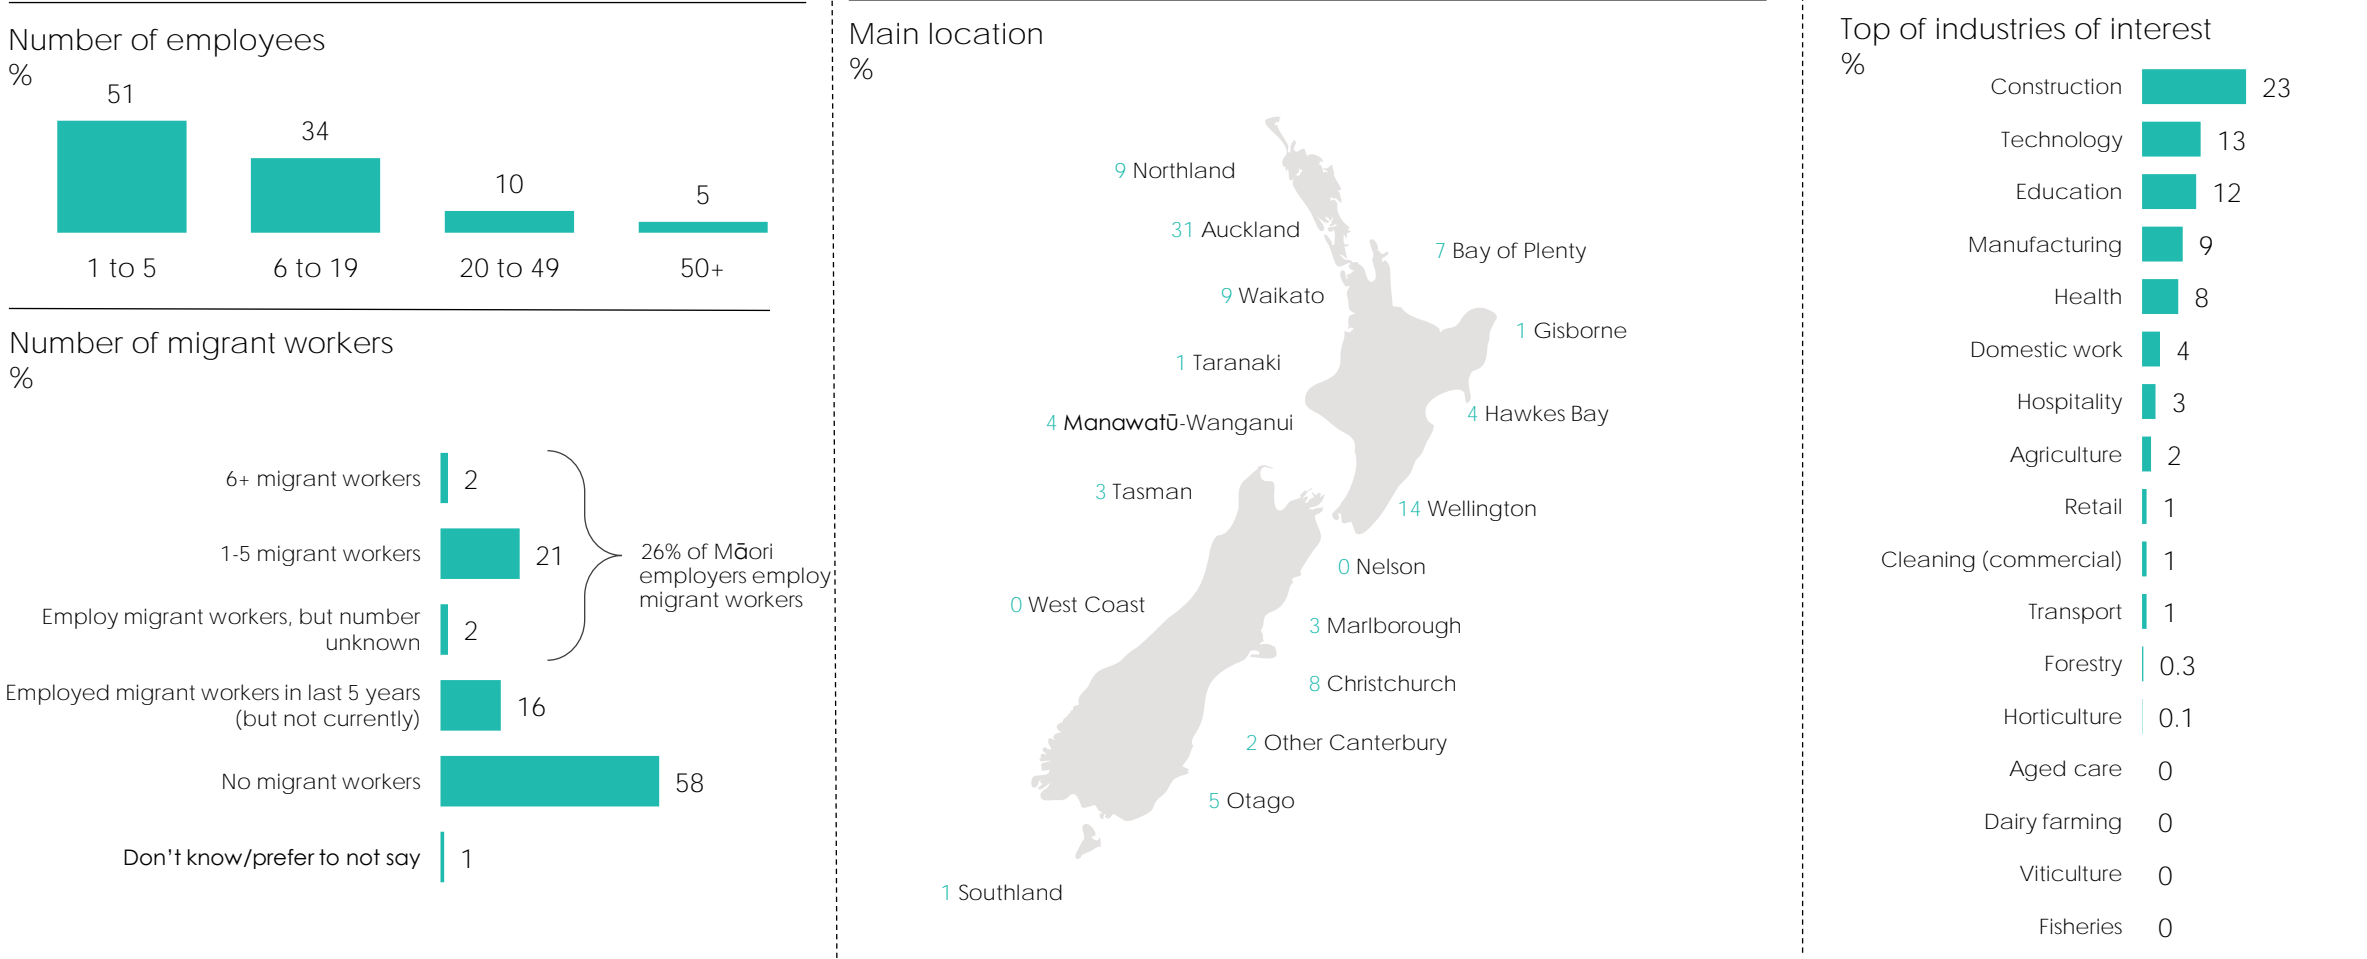 Number of employees
%
51
34
10
5
1 to 5
6 to 19
20 to 49
50+
Number of migrant workers
%
6+ migrant workers
2
1-5 migrant workers
21
Employ migrant workers, but number
unknown
2
26% of Māori
employers employ
migrant workers
Employed migrant workers in last 5 years
(but not currently)
16
No migrant workers
58
Don't know/prefer to not say
1
Main location
%
9 Northland
31 Auckland
7 Bay of Plenty
9 Waikato
1 Gisborne
1 Taranaki
4 Hawkes Bay
4 Manawatū-Wanganui
3 Tasman
14 Wellington
0 Nelson
0 West Coast
3 Marlborough
8 Christchurch
2 Other Canterbury
5 Otago
1 Southland
Top of industries of interest
%
Construction 23
Technology 13
Education 12
Manufacturing 9
Health 8
Domestic work 4
Hospitality 3
Agriculture 2
Retail 1
Cleaning (commercial) 1
Transport 1
Forestry 0.3
Horticulture 0.1
Aged care 0
Dairy farming 0
Viticulture 0
Fisheries 0